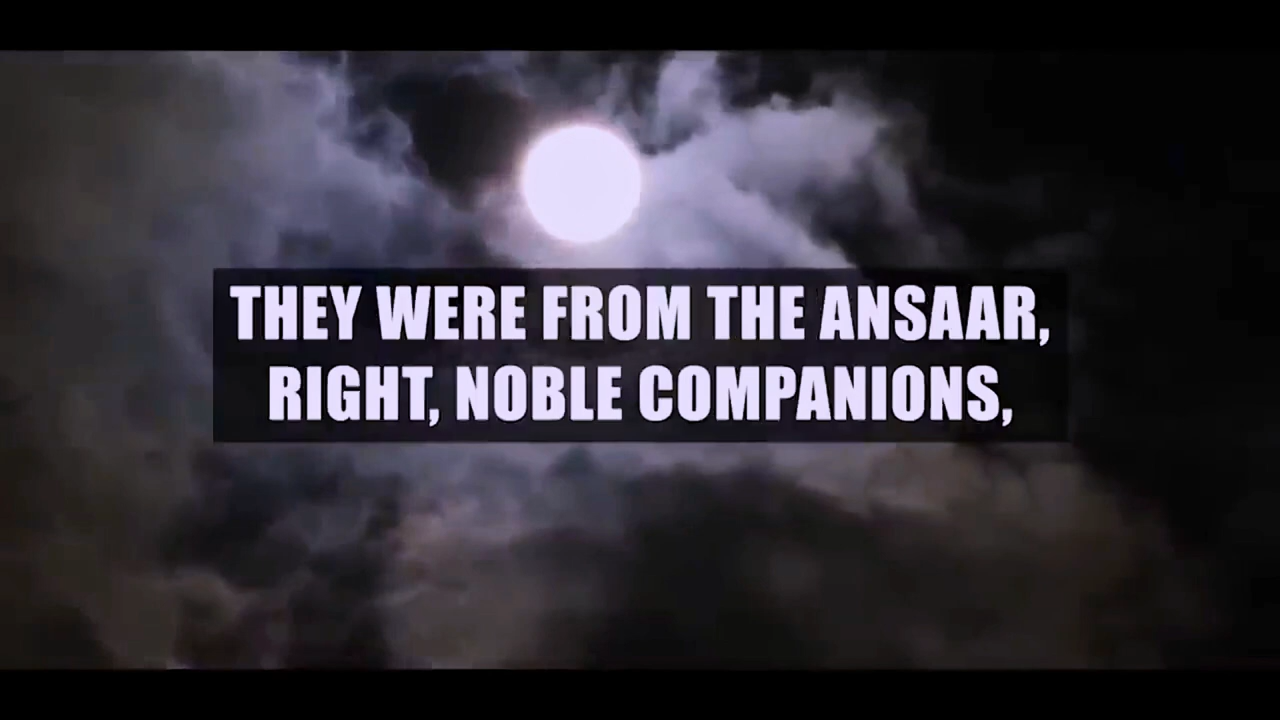 THEY WERE FROM THE ANSAAR,
RIGHT, NOBLE COMPANIONS,